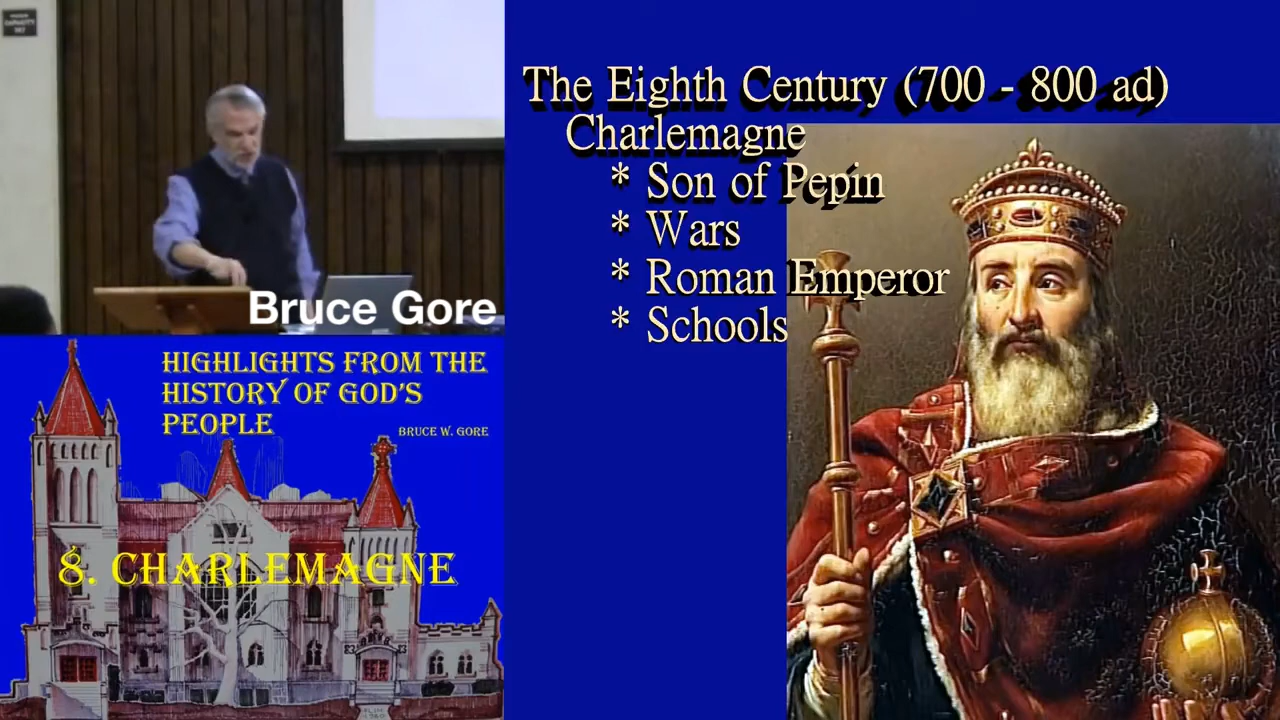 Bruce Gore
HIGHLIGHTS FROM THE
HISTORY OF GOD'S
PEOPLE
BRUCE W. GORE
8. CHARLEMAGNE
The Eighth Century (700 - 800 ad)
Charlemagne
* Son of Pepin
* Wars
* Roman Emperor
* Schools